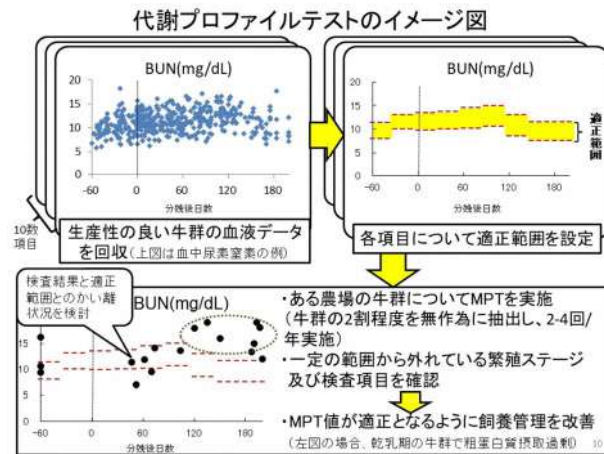 代謝プロファイルテストのイメージ図
BUN(mg/dL)
20
15
10
5
0
-60 0 60 120 180
分娩後日数
10数
項目
生産性の良い牛群の血液データ
を回収(上図は血中尿素窒素の例)
BUN(mg/dL)
20
15
10
5
0
-60 0 60 120 180
分娩後日数
適正範囲
各項目について適正範囲を設定
検査結果と適正
範囲とのかい離
状況を検討
BUN(mg/dL)
15
10
5
0
-60 0 60 120 180
分娩後日数
・ある農場の牛群についてMPTを実施
(牛群の2割程度を無作為に抽出し、2-4回/
年実施)
・一定の範囲から外れている繁殖ステージ
及び検査項目を確認
・MPT値が適正となるように飼養管理を改善
(左図の場合、乾乳期の牛群で粗蛋白質摂取過剰)
10